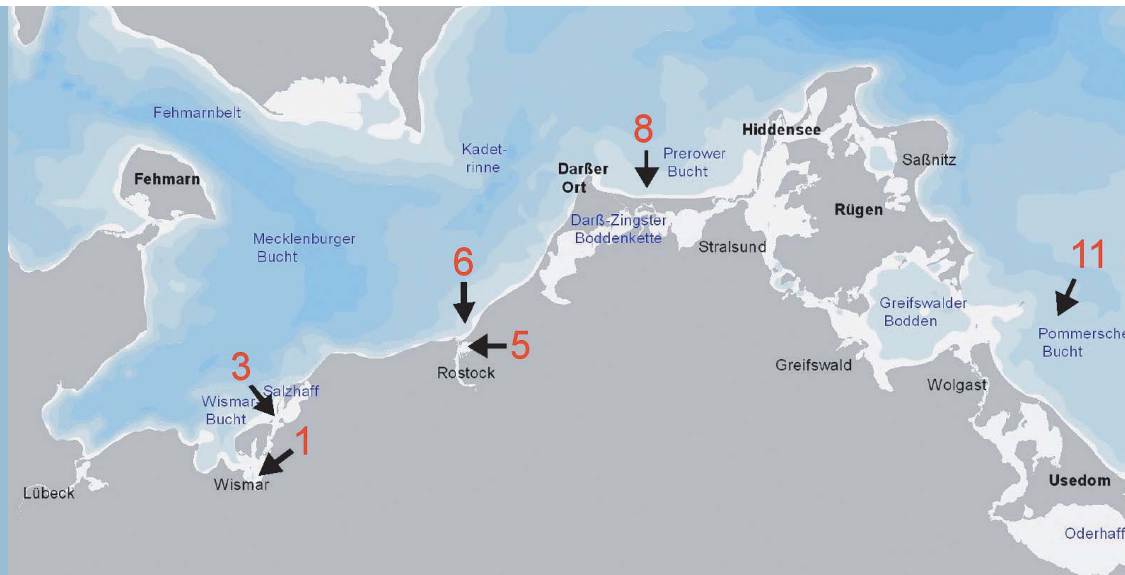 Fehmarnbelt
Kadet-
rinne
8
Prerower
Bucht
Hiddensee
Saßnitz
Fehmarn
Darßer
Ort
Rügen
Darß-Zingster
Boddenkette
Stralsund
Mecklenburger
Bucht
6
11
Greifswalder
Bodden
Pommersche
Bucht
5
Rostock
Greifswald
Wolgast
3
Salzhaff
Wismar-
Bucht
1
Lübeck
Wismar
Usedom
Oderhaff